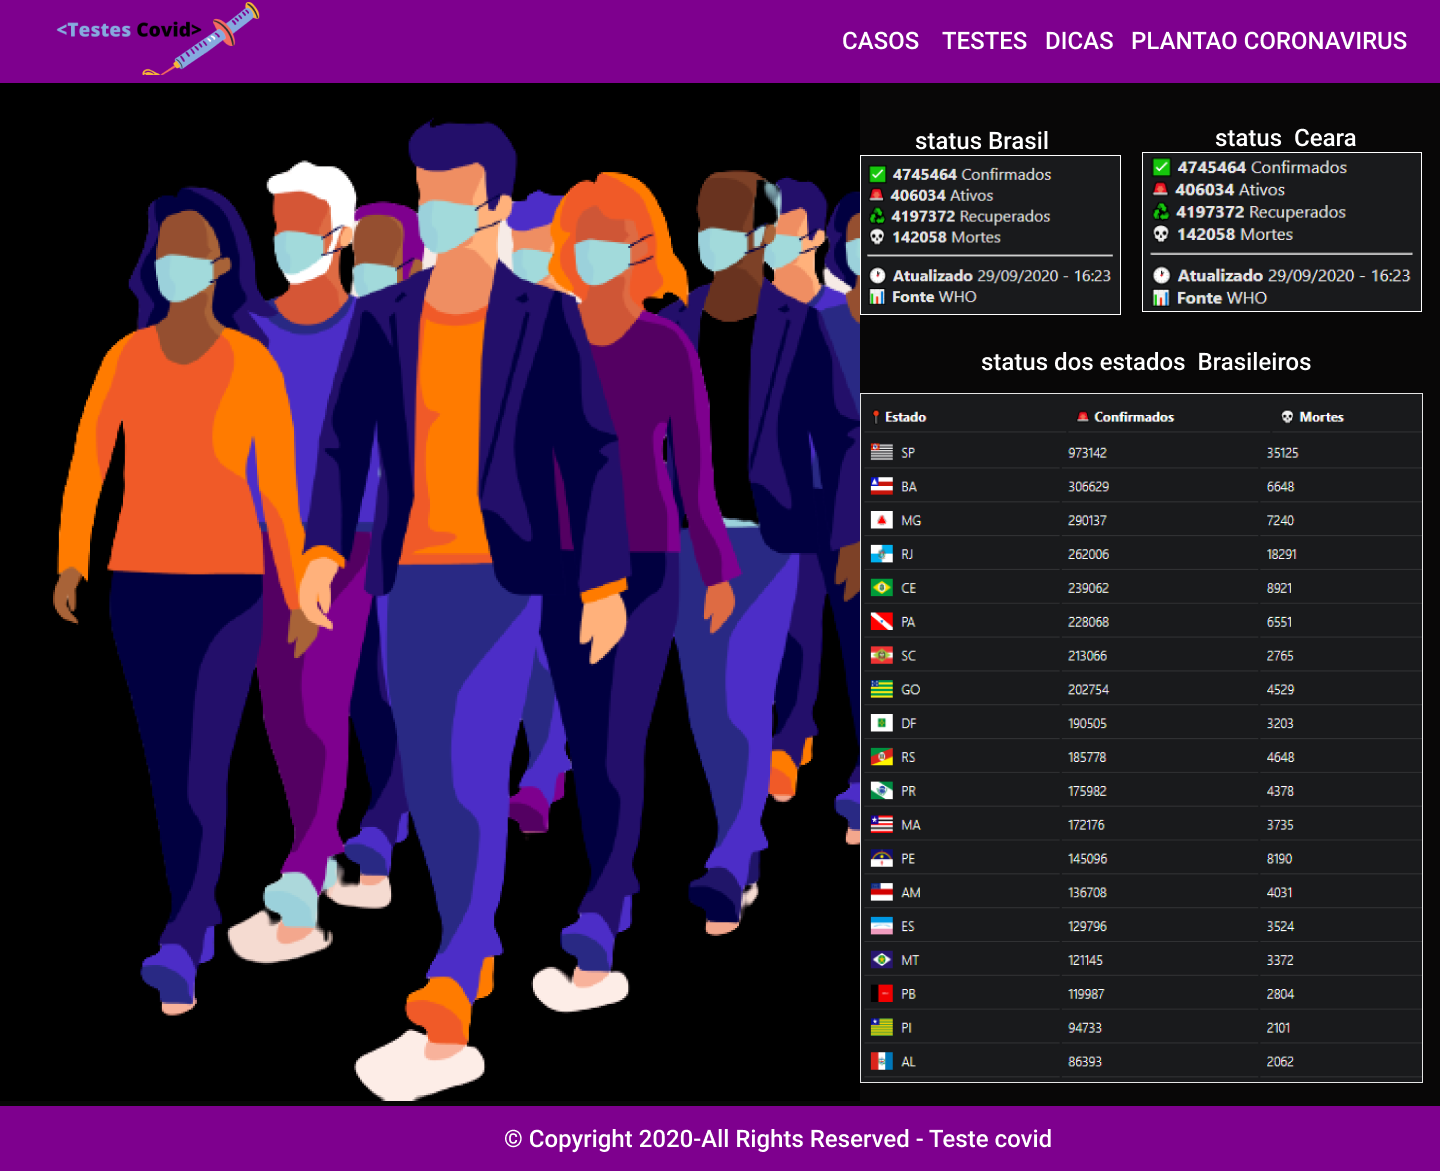 <Testes Covid>
CASOS TESTES DICAS PLANTAO CORONAVIRUS
status Brasil
4745464 Confirmados
406034 Ativos
4197372 Recuperados
142058 Mortes
Atualizado 29/09/2020 - 16:23
Fonte WHO
status Ceara
4745464 Confirmados
406034 Ativos
4197372 Recuperados
142058 Mortes
Atualizado 29/09/2020 - 16:23
Fonte WHO
status dos estados Brasileiros
Estado Confirmados Mortes
SP 973142 35125
BA 306629 6648
MG 290137 7240
RJ 262006 18291
CE 239062 8921
PA 228068 6551
SC 213066 2765
GO 202754 4529
DF 190505 3203
RS 185778 4648
PR 175982 4378
MA 172176 3735
PE 145096 8190
AM 136708 4031
ES 129796 3524
MT 121145 3372
PB 119987 2804
PI 94733 2101
AL 86393 2062
© Copyright 2020-All Rights Reserved - Teste covid